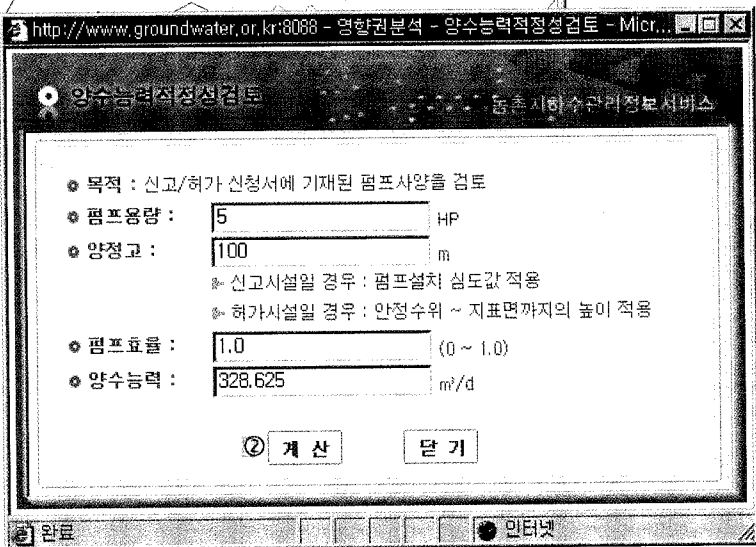 http://www.groundwater.or.kr:8088 - 영향권분석 - 양수능력적정성검토 - Micr...
양수능력적정성검토
농촌지하수관리정보서비스
목적 : 신고/허가 신청서에 기재된 펌프사양을 검토
펌프용량 : 5 HP
양정고 : 100 m
신고시설일 경우 : 펌프설치 심도값 적용
허가시설일 경우 : 안정수위 ~ 지표면까지의 높이 적용
펌프효율 : 1.0 (0 ~ 1.0)
양수능력 : 328.625 m³/d
② 계 산 닫 기
완료 인터넷